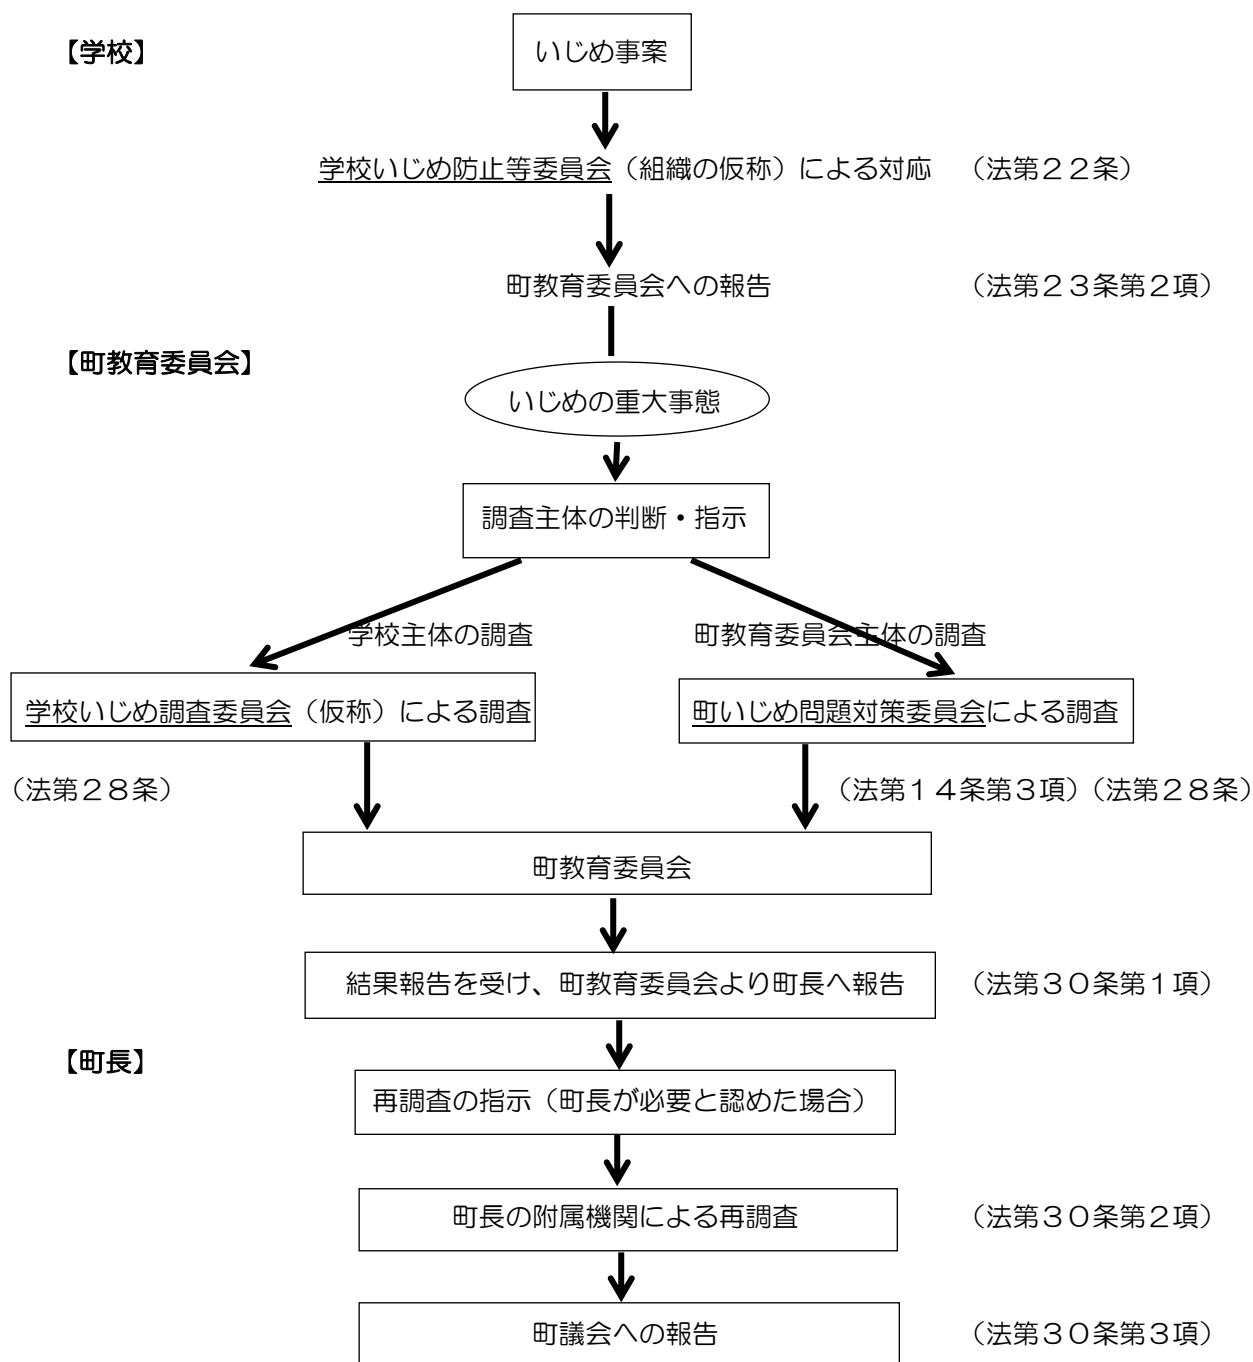 【学校】
いじめ事案
学校いじめ防止等委員会（組織の仮称）による対応　（法第２２条）
町教育委員会への報告　（法第２３条第２項）
【町教育委員会】
いじめの重大事態
調査主体の判断・指示
学校主体の調査
町教育委員会主体の調査
学校いじめ調査委員会（仮称）による調査
町いじめ問題対策委員会による調査
（法第２８条）
（法第１４条第３項）（法第２８条）
町教育委員会
結果報告を受け、町教育委員会より町長へ報告　（法第３０条第１項）
【町長】
再調査の指示（町長が必要と認めた場合）
町長の附属機関による再調査　（法第３０条第２項）
町議会への報告　（法第３０条第３項）